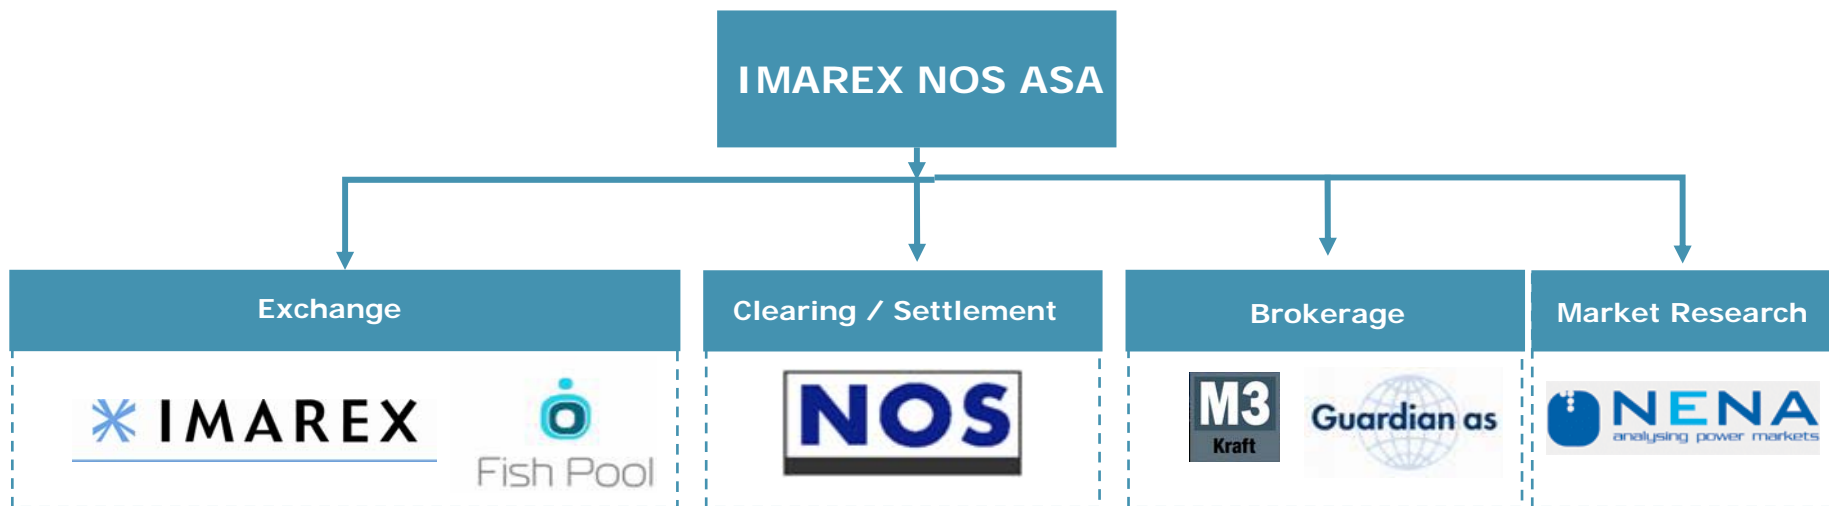 IMAREX NOS ASA
Exchange
Clearing / Settlement
Brokerage
Market Research
IMAREX
Fish Pool
NOS
M3
Kraft
Guardian as
NENA
analysing power markets